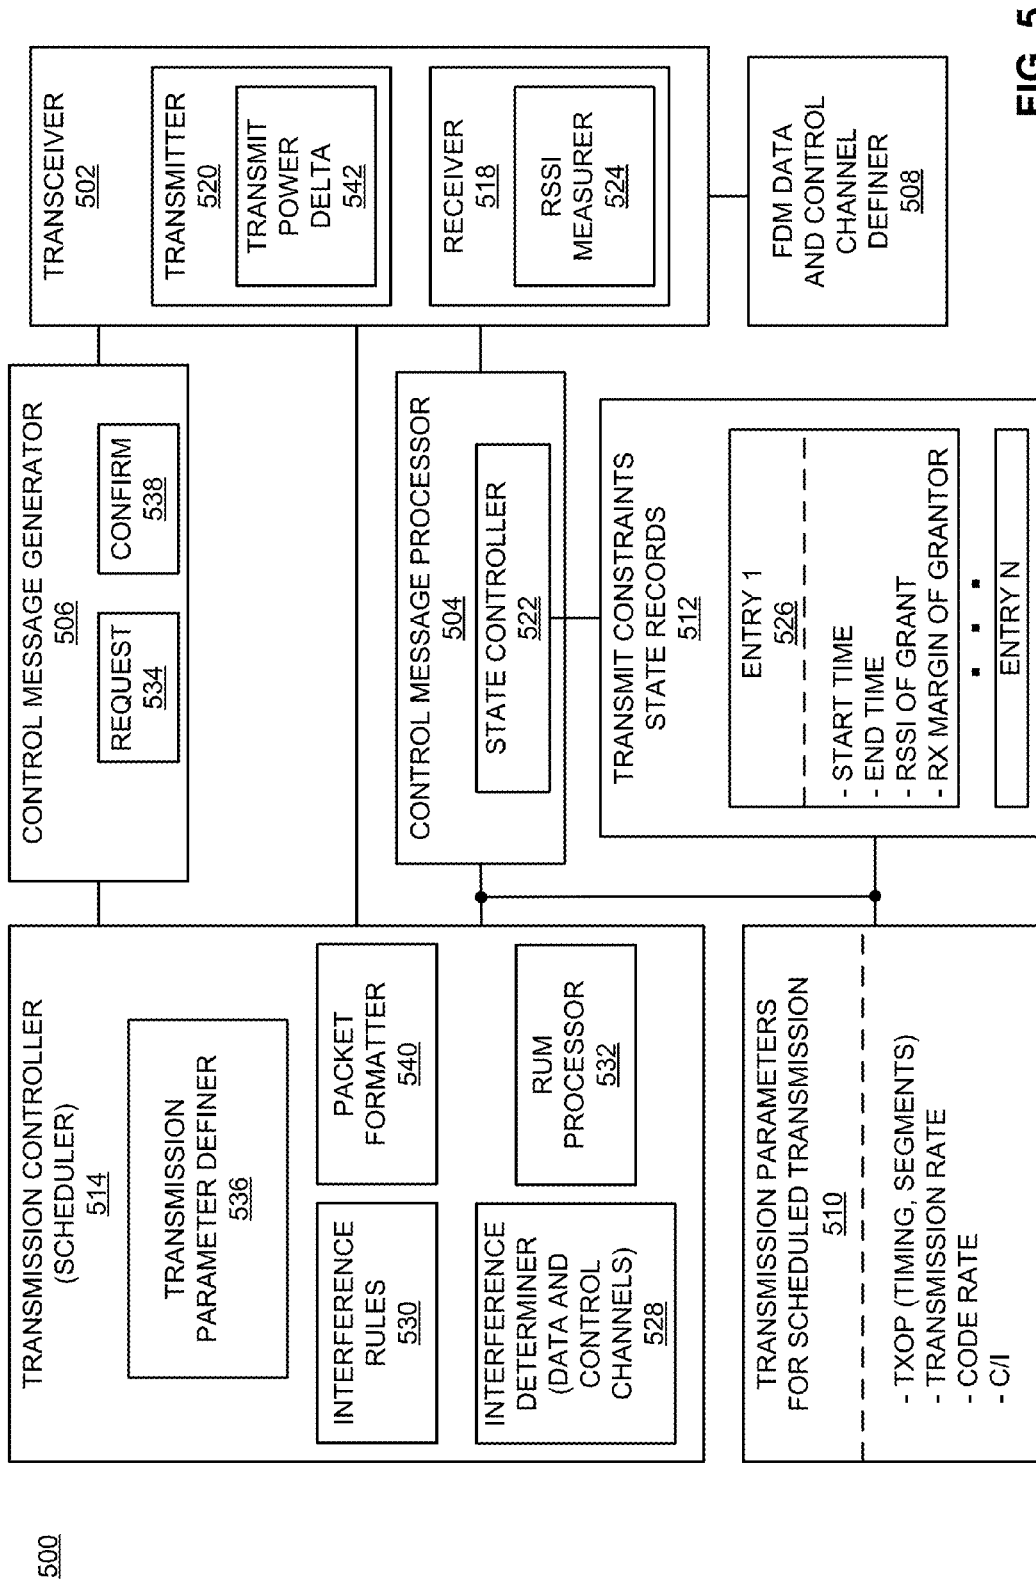 500
TRANSMISSION CONTROLLER
(SCHEDULER)
514
TRANSMISSION
PARAMETER DEFINER
536
INTERFERENCE
RULES
530
PACKET
FORMATTER
540
INTERFERENCE
DETERMINER
(DATA AND
CONTROL
CHANNELS)
528
RUM
PROCESSOR
532
TRANSMISSION PARAMETERS
FOR SCHEDULED TRANSMISSION
510
- TXOP (TIMING, SEGMENTS)
- TRANSMISSION RATE
- CODE RATE
- C/I
CONTROL MESSAGE GENERATOR
506
REQUEST
534
CONFIRM
538
CONTROL MESSAGE PROCESSOR
504
STATE CONTROLLER
522
TRANSMIT CONSTRAINTS
STATE RECORDS
512
ENTRY 1
526
- START TIME
- END TIME
- RSSI OF GRANT
- RX MARGIN OF GRANTOR
ENTRY N
TRANSCEIVER
502
TRANSMITTER
520
TRANSMIT
POWER
DELTA
542
RECEIVER
518
RSSI
MEASURER
524
FDM DATA
AND CONTROL
CHANNEL
DEFINER
508
FIG. 5